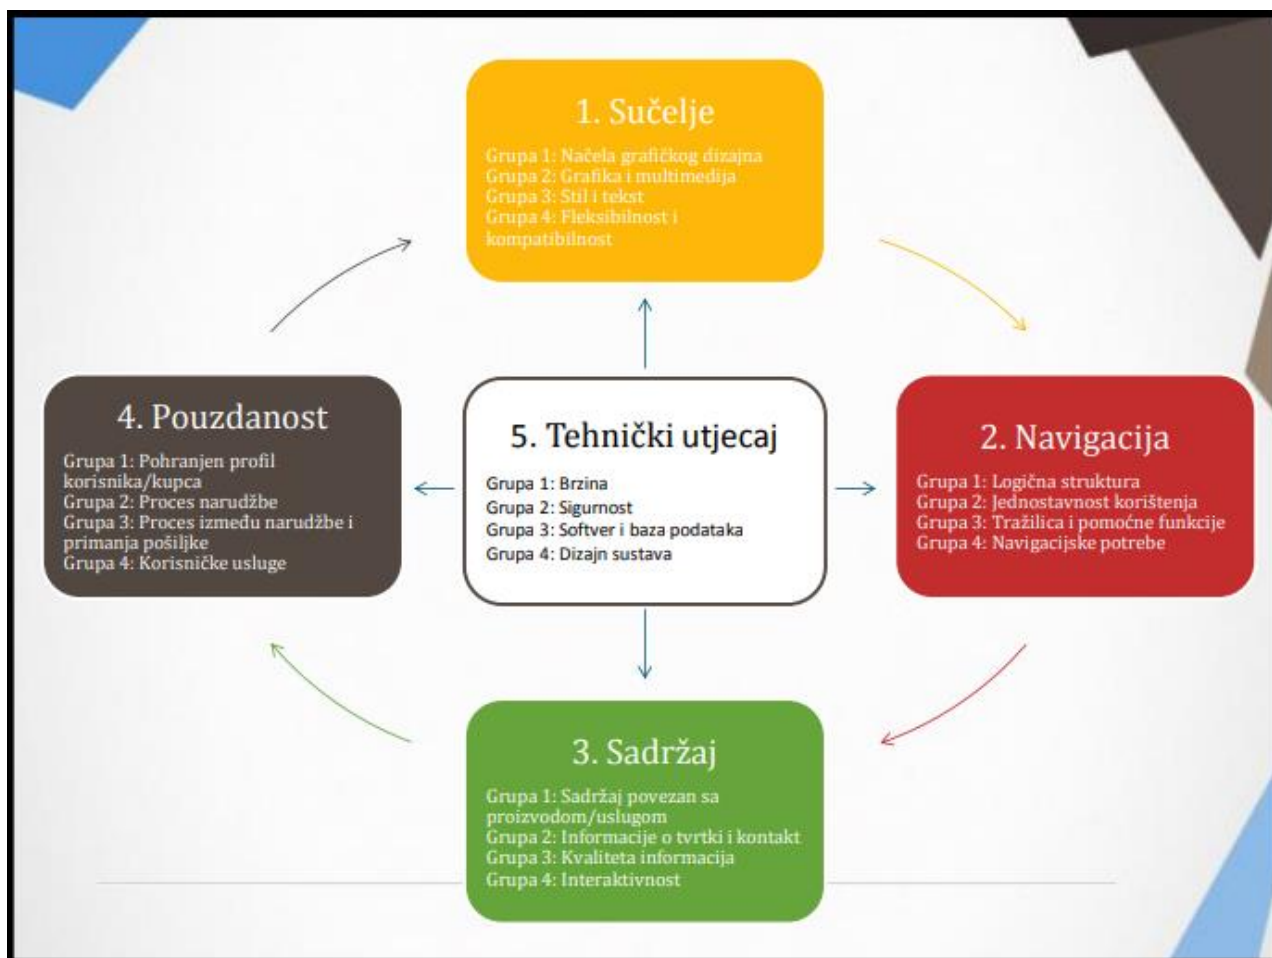 1. Sučelje
Grupa 1: Načela grafičkog dizajna
Grupa 2: Grafika i multimedija
Grupa 3: Stil i tekst
Grupa 4: Fleksibilnost i
kompatibilnost
4. Pouzdanost
Grupa 1: Pohranjen profil
korisnika/kupca
Grupa 2: Proces narudžbe
Grupa 3: Proces između narudžbe i
primanja pošiljke
Grupa 4: Korisničke usluge
5. Tehnički utjecaj
Grupa 1: Brzina
Grupa 2: Sigurnost
Grupa 3: Softver i baza podataka
Grupa 4: Dizajn sustava
2. Navigacija
Grupa 1: Logična struktura
Grupa 2: Jednostavnost korištenja
Grupa 3: Tražilica i pomoćne funkcije
Grupa 4: Navigacijske potrebe
3. Sadržaj
Grupa 1: Sadržaj povezan sa
proizvodom/uslugom
Grupa 2: Informacije o tvrtki i kontakt
Grupa 3: Kvaliteta informacija
Grupa 4: Interaktivnost